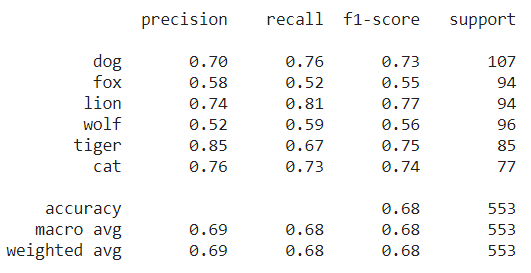 precision recall f1-score support
dog 0.70 0.76 0.73 107
fox 0.58 0.52 0.55 94
lion 0.74 0.81 0.77 94
wolf 0.52 0.59 0.56 96
tiger 0.85 0.67 0.75 85
cat 0.76 0.73 0.74 77
accuracy 0.68 553
macro avg 0.69 0.68 0.68 553
weighted avg 0.69 0.68 0.68 553